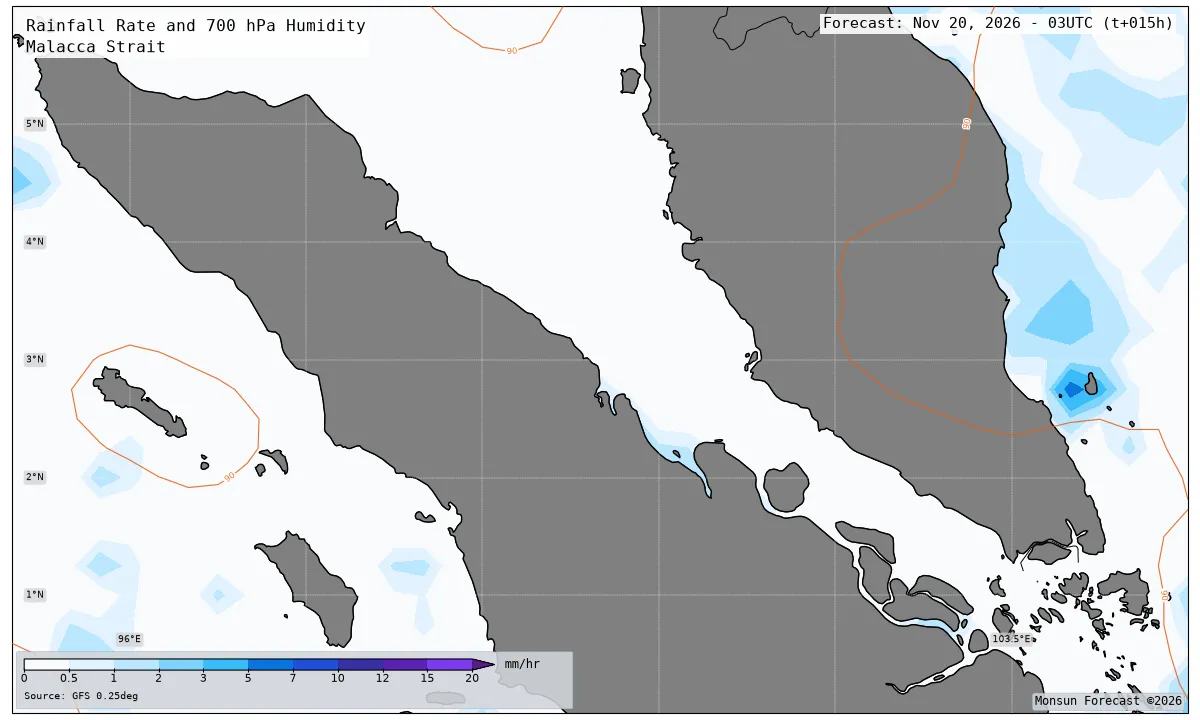 Rainfall Rate and 700 hPa Humidity
Malacca Strait
Forecast: Nov 20, 2026 - 03UTC (t+015h)
90
90
5°N
4°N
3°N
2°N
90
1°N
90
96°E
103.5°E
mm/hr
0 0.5 1 2 3 5 7 10 12 15 20
Source: GFS 0.25deg
Monsun Forecast ©2026